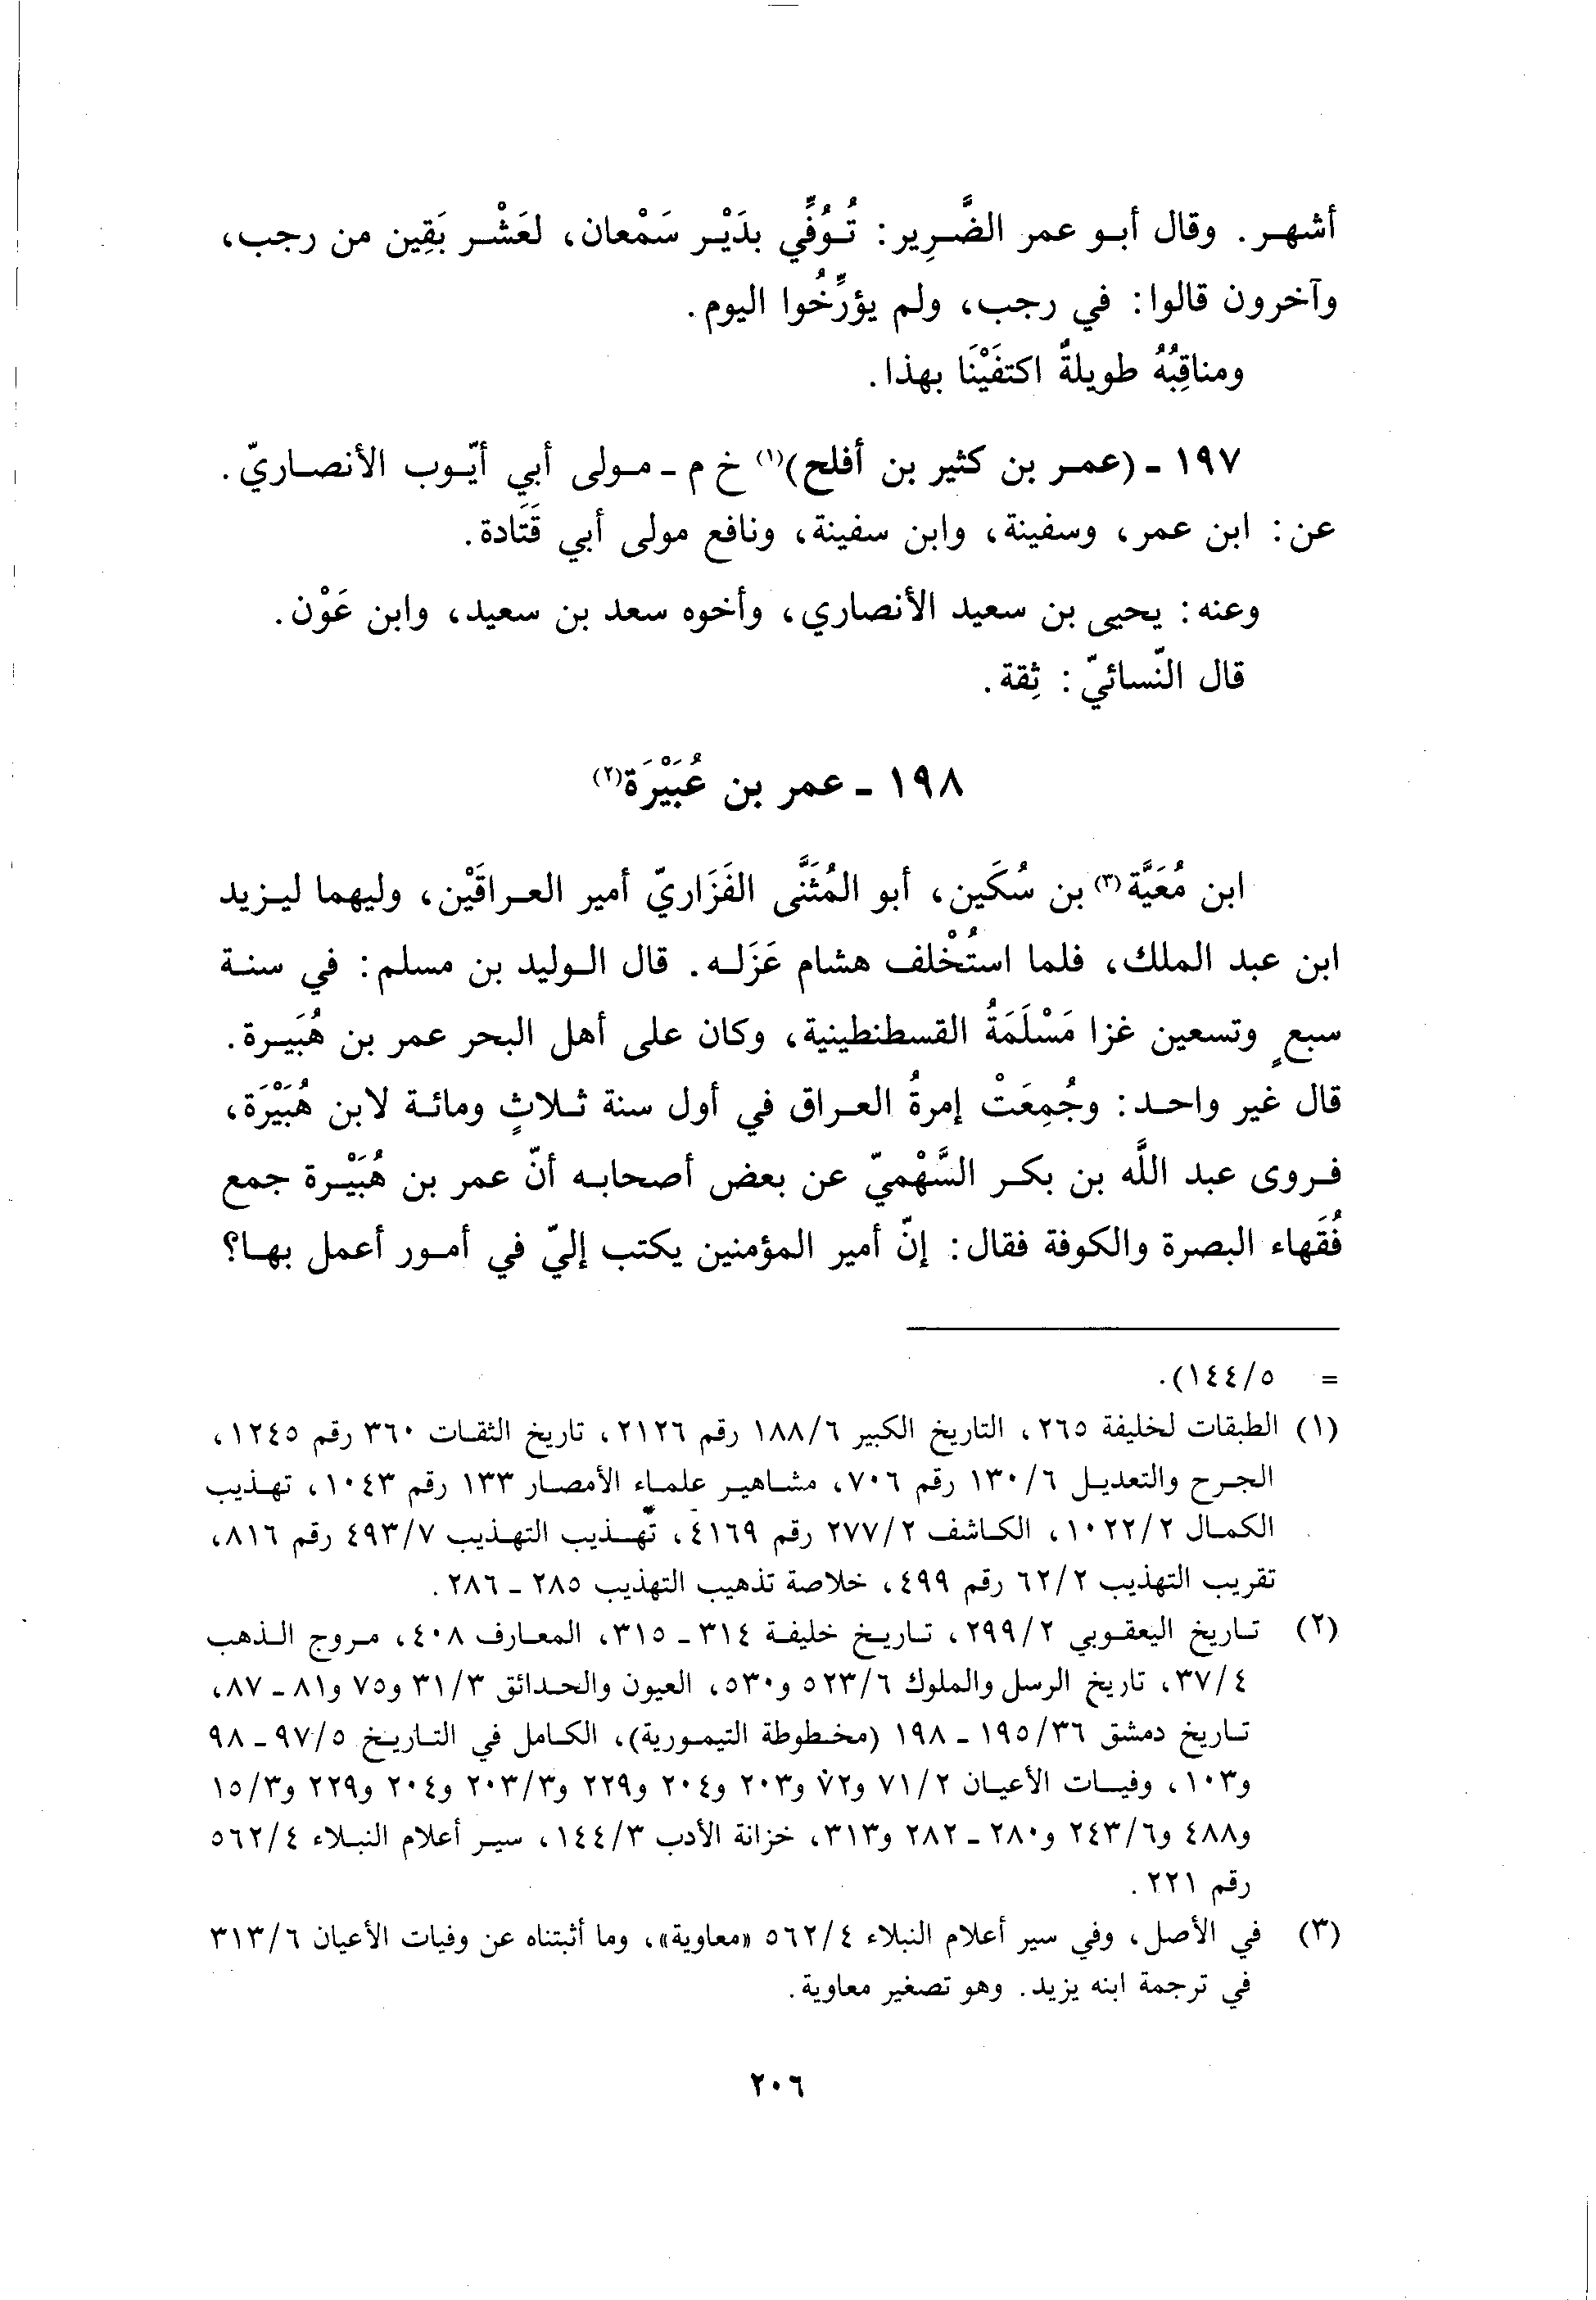 أشهر. وقال أبو عمر الضَّرِير: تُوُفِّي بدَيْر سَمْعان، لعَشْر بَقِين من رجب،
وآخرون قالوا: في رجب، ولم يؤرِّخُوا اليوم.
ومناقِبُهُ طويلةٌ اكتفَيْنَا بهذا.
١٩٧ - (عمر بن كثير بن أفلح)(١) خ م - مولى أبي أيّوب الأنصاريّ.
عن: ابن عمر، وسفينة، وابن سفينة، ونافع مولى أبي قَتَادة.
وعنه: يحيى بن سعيد الأنصاري، وأخوه سعد بن سعيد، وابن عَوْن.
قال النّسائيّ: ثِقة.
١٩٨ - عمر بن عُبَيْرَة(٢)
ابن مُعَيَّة(٣) بن سُكَين، أبو المُثَنَّى الفَزَاريّ أمير العراقَيْن، وليهما ليزيد
ابن عبد الملك، فلما استُخْلف هشام عَزَله. قال الوليد بن مسلم: في سنة
سبعٍ وتسعين غزا مَسْلَمَةُ القسطنطينية، وكان على أهل البحر عمر بن هُبَيرة.
قال غير واحد: وجُمِعَتْ إمرةُ العراق في أول سنة ثلاثٍ ومائة لابن هُبَيْرَة،
فروى عبد اللَّه بن بكر السَّهْميّ عن بعض أصحابه أنّ عمر بن هُبَيْرة جمع
فُقَهاء البصرة والكوفة فقال: إنّ أمير المؤمنين يكتب إليّ في أمور أعمل بها؟
= ١٤٤/٥).
(١) الطبقات لخليفة ٢٦٥، التاريخ الكبير ١٨٨/٦ رقم ٢١٢٦، تاريخ الثقات ٣٦٠ رقم ١٢٤٥،
الجرح والتعديل ١٣٠/٦ رقم ٧٠٦، مشاهير علماء الأمصار ١٣٣ رقم ١٠٤٣، تهذيب
الكمال ١٠٢٢/٢، الكاشف ٢٧٧/٢ رقم ٤١٦٩، تهذيب التهذيب ٤٩٣/٧ رقم ٨١٦،
تقريب التهذيب ٦٢/٢ رقم ٤٩٩، خلاصة تذهيب التهذيب ٢٨٥ - ٢٨٦.
(٢) تاريخ اليعقوبي ٢٩٩/٢، تاريخ خليفة ٣١٤ - ٣١٥، المعارف ٤٠٨، مروج الذهب
٣٧/٤، تاريخ الرسل والملوك ٥٢٣/٦ و٥٣٠، العيون والحدائق ٣١/٣ و٧٥ و٨١ - ٨٧،
تاريخ دمشق ١٩٥/٣٦ - ١٩٨ (مخطوطة التيمورية)، الكامل في التاريخ ٩٧/٥ - ٩٨
و١٠٣، وفيات الأعيان ٧١/٢ و٧٢ و٢٠٣ و٢٠٤ و٢٢٩ و٢٠٣/٣ و٢٠٤ و٢٢٩ و١٥/٣
و٤٨٨ و٢٤٣/٦ و٢٨٠ - ٢٨٢ و٣١٣، خزانة الأدب ١٤٤/٣، سير أعلام النبلاء ٥٦٢/٤
رقم ٢٢١.
(٣) في الأصل، وفي سير أعلام النبلاء ٥٦٢/٤ «معاوية»، وما أثبتناه عن وفيات الأعيان ٣١٣/٦
في ترجمة ابنه يزيد. وهو تصغير معاوية.
٢٠٦